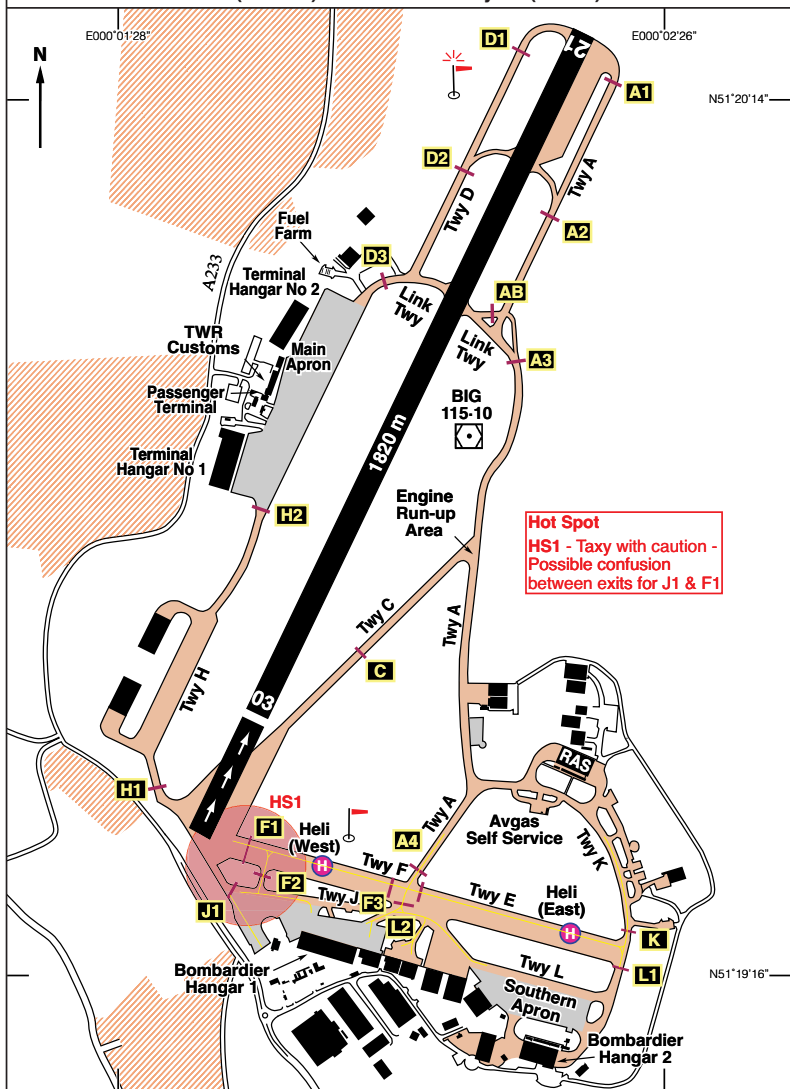 E000°01'28"
E000°02'26"
N
D1
21
A1
N51°20'14"
D2
Twy D
Twy A
A2
A233
Fuel
Farm
D3
Terminal
Hangar No 2
Link
Twy
AB
Link
Twy
A3
TWR
Customs
Main
Apron
Passenger
Terminal
BIG
115·10
1820 m
Terminal
Hangar No 1
H2
Engine
Run-up
Area
Hot Spot
HS1 - Taxy with caution -
Possible confusion
between exits for J1 & F1
Twy C
Twy A
C
Twy H
03
RAS
H1
HS1
F1
Heli
(West)
H
A4
Twy A
Avgas
Self Service
Twy K
Twy F
F2
Twy J
F3
Twy E
Heli
(East)
H
J1
L2
K
Twy L
L1
Bombardier
Hangar 1
Southern
Apron
N51°19'16"
Bombardier
Hangar 2